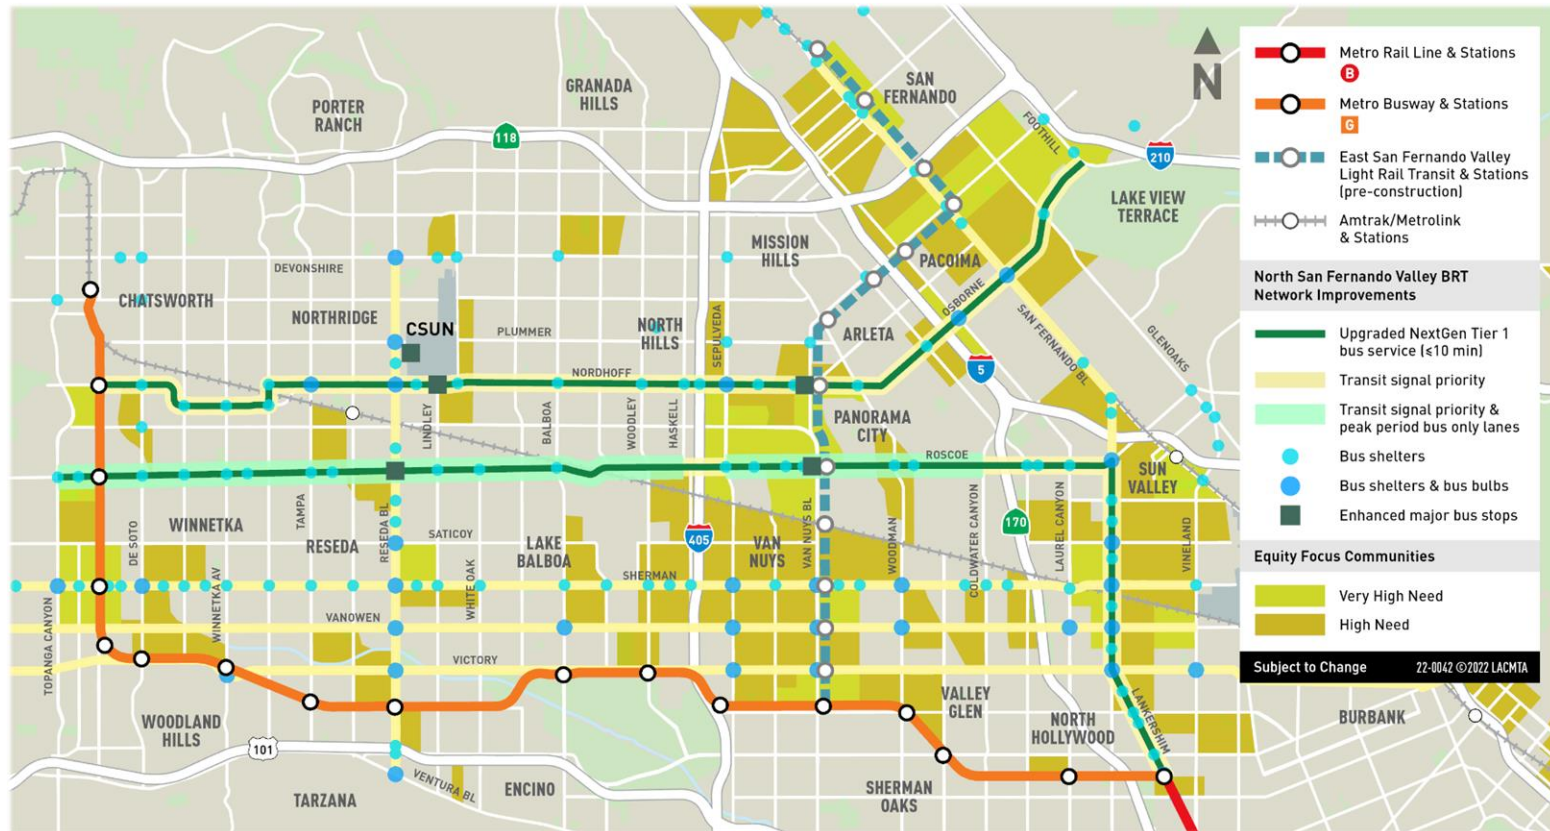 SAN
FERNANDO
GRANADA
HILLS
PORTER
RANCH
118
FOOTHILL
210
N
LAKE VIEW
TERRACE
MISSION
HILLS
PACOIMA
DEVONSHIRE
CHATSWORTH
OSBORNE
SAN FERNANDO BL
NORTHRIDGE
CSUN
PLUMMER
NORTH
HILLS
SEPULVEDA
ARLETA
GLENOAKS
5
NORDHOFF
LINDLEY
BALBOA
WOODLEY
HASKELL
PANORAMA
CITY
ROSCOE
SUN
VALLEY
DE SOTO
WINNETKA
TAMPA
RESEDA
RESEDA BL
SATICOY
LAKE
BALBOA
405
VAN
NUYS
VAN NUYS BL
WOODMAN
COLDWATER CANYON
170
LAUREL CANYON
VINELAND
SHERMAN
WHITE OAK
TOPANGA CANYON
WINNETKA AV
VANOWEN
VICTORY
WOODLAND
HILLS
101
VALLEY
GLEN
NORTH
HOLLYWOOD
LANKERSHIM
BURBANK
TARZANA
VENTURA BL
ENCINO
SHERMAN
OAKS
Metro Rail Line & Stations
B
Metro Busway & Stations
G
East San Fernando Valley
Light Rail Transit & Stations
(pre-construction)
Amtrak/Metrolink
& Stations
North San Fernando Valley BRT
Network Improvements
Upgraded NextGen Tier 1
bus service (≤10 min)
Transit signal priority
Transit signal priority &
peak period bus only lanes
Bus shelters
Bus shelters & bus bulbs
Enhanced major bus stops
Equity Focus Communities
Very High Need
High Need
Subject to Change 22-0042 ©2022 LACMTA